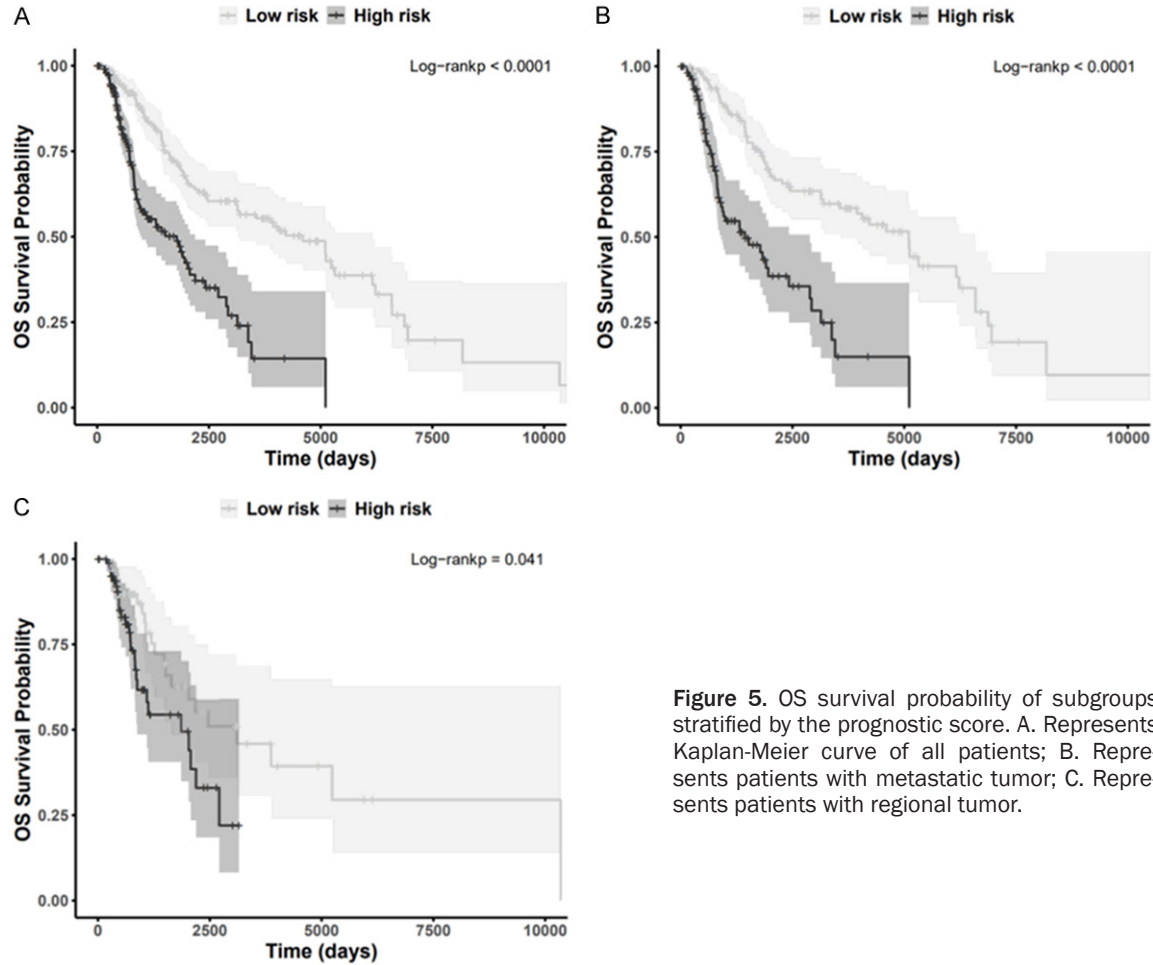 A
Low risk High risk
Log-rankp < 0.0001
OS Survival Probability
1.00
0.75
0.50
0.25
0.00
0 2500 5000 7500 10000
Time (days)
B
Low risk High risk
Log-rankp < 0.0001
OS Survival Probability
1.00
0.75
0.50
0.25
0.00
0 2500 5000 7500 10000
Time (days)
C
Low risk High risk
Log-rankp = 0.041
OS Survival Probability
1.00
0.75
0.50
0.25
0.00
0 2500 5000 7500 10000
Time (days)
Figure 5. OS survival probability of subgroups
stratified by the prognostic score. A. Represents
Kaplan-Meier curve of all patients; B. Repre-
sents patients with metastatic tumor; C. Repre-
sents patients with regional tumor.